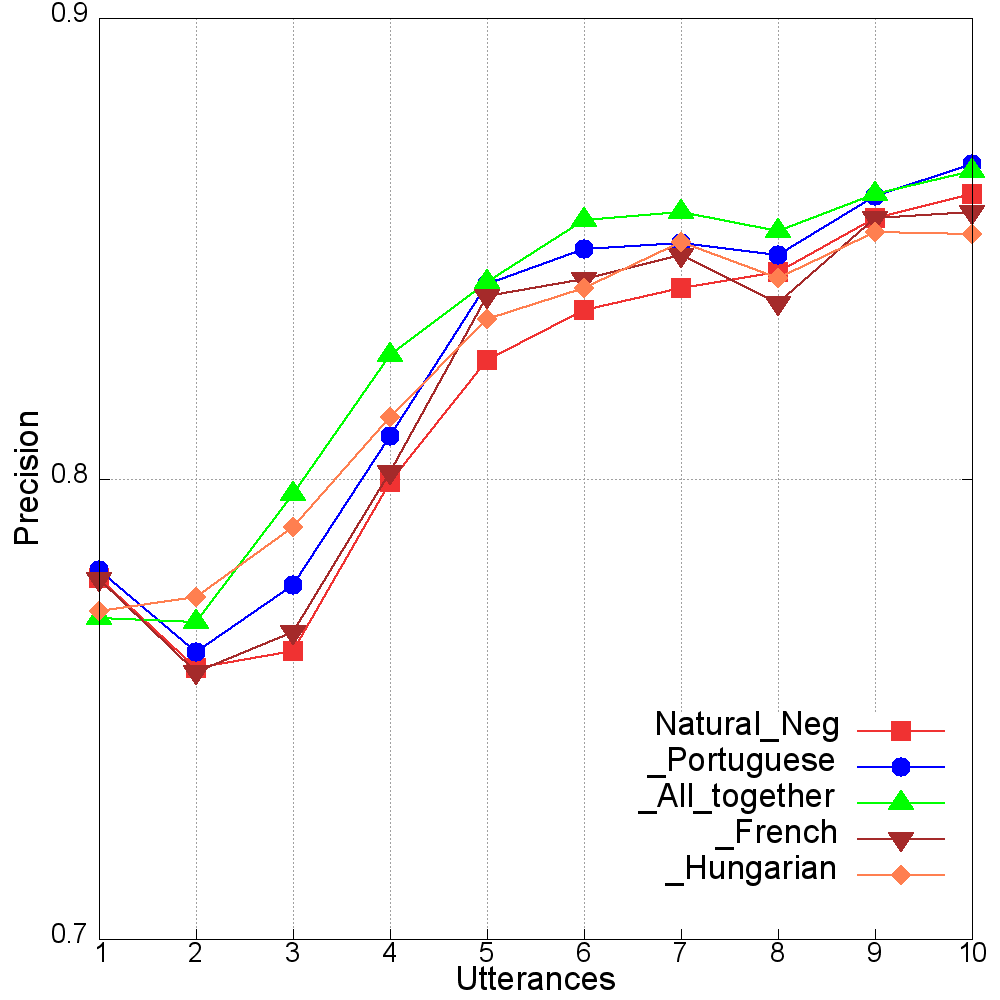 0.9
0.8
0.7
Precision
Natural_Neg
_Portuguese
_All_together
_French
_Hungarian
1 2 3 4 5 6 7 8 9 10
Utterances